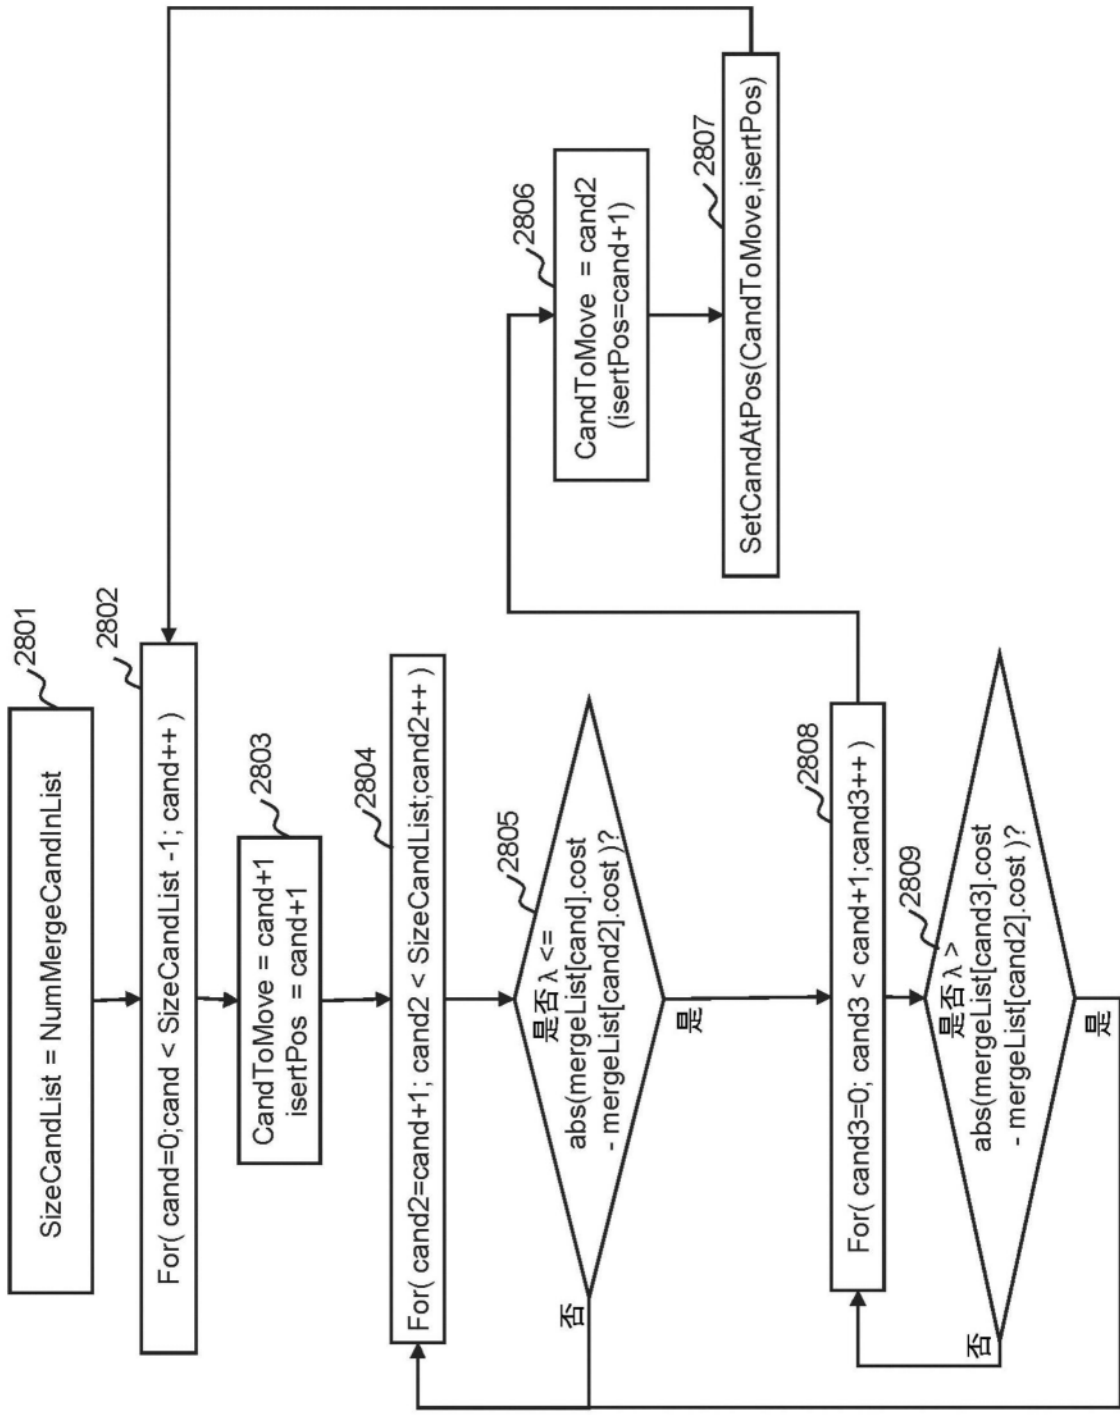 SizeCandList = NumMergeCandInList
2801
For( cand=0;cand < SizeCandList -1; cand++ )
2802
CandToMove = cand+1
isertPos = cand+1
2803
For( cand2=cand+1; cand2 < SizeCandList;cand2++ )
2804
是否 λ <=
abs(mergeList[cand].cost
- mergeList[cand2].cost )?
2805
否
是
CandToMove = cand2
(isertPos=cand+1)
2806
SetCandAtPos(CandToMove,isertPos)
2807
For( cand3=0; cand3 < cand+1;cand3++ )
2808
是否 λ >
abs(mergeList[cand3].cost
- mergeList[cand2].cost )?
2809
否
是